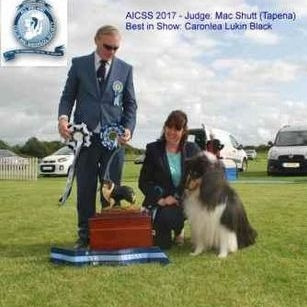 AICSS 2017 - Judge: Mac Shutt (Tapena)
Best in Show: Caronlea Lukin Black